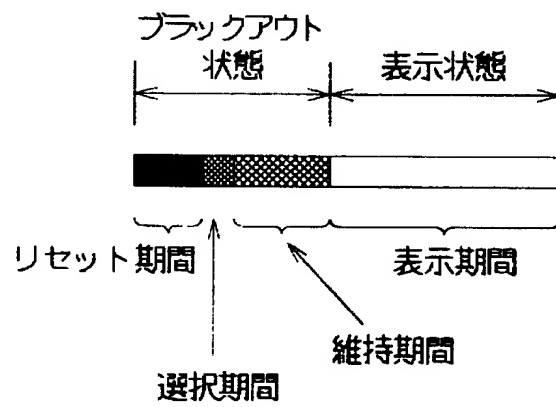 ブラックアウト
状態
表示状態
リセット期間
表示期間
維持期間
選択期間